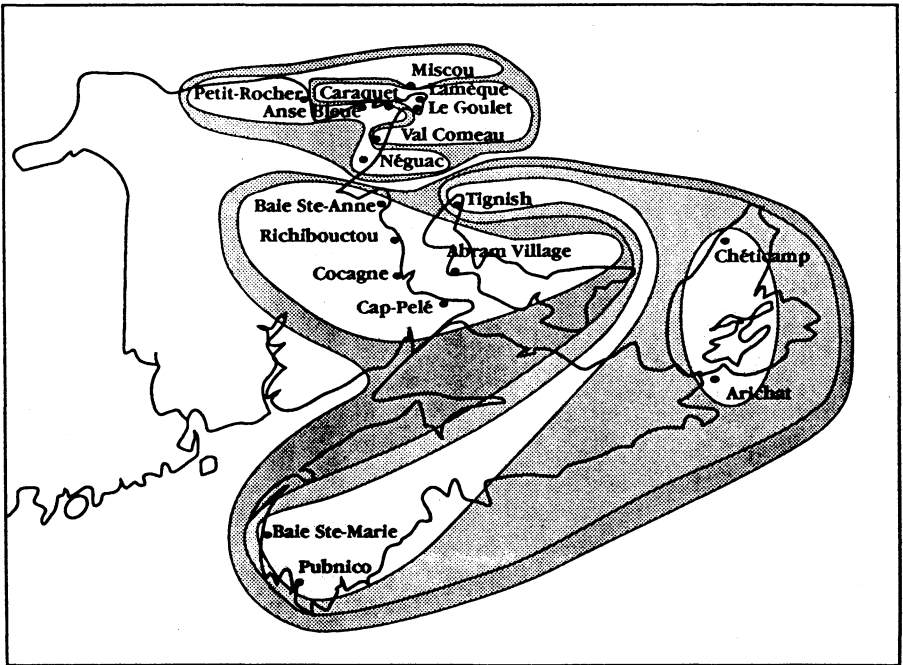 Miscou
Petit-Rocher
Caraquet
Lamèque
Anse Bleue
Le Goulet
Val Comeau
Néguac
Baie Ste-Anne
Tignish
Richibouctou
Abram Village
Chéticamp
Cocagne
Cap-Pelé
Arichat
Baie Ste-Marie
Pubnico